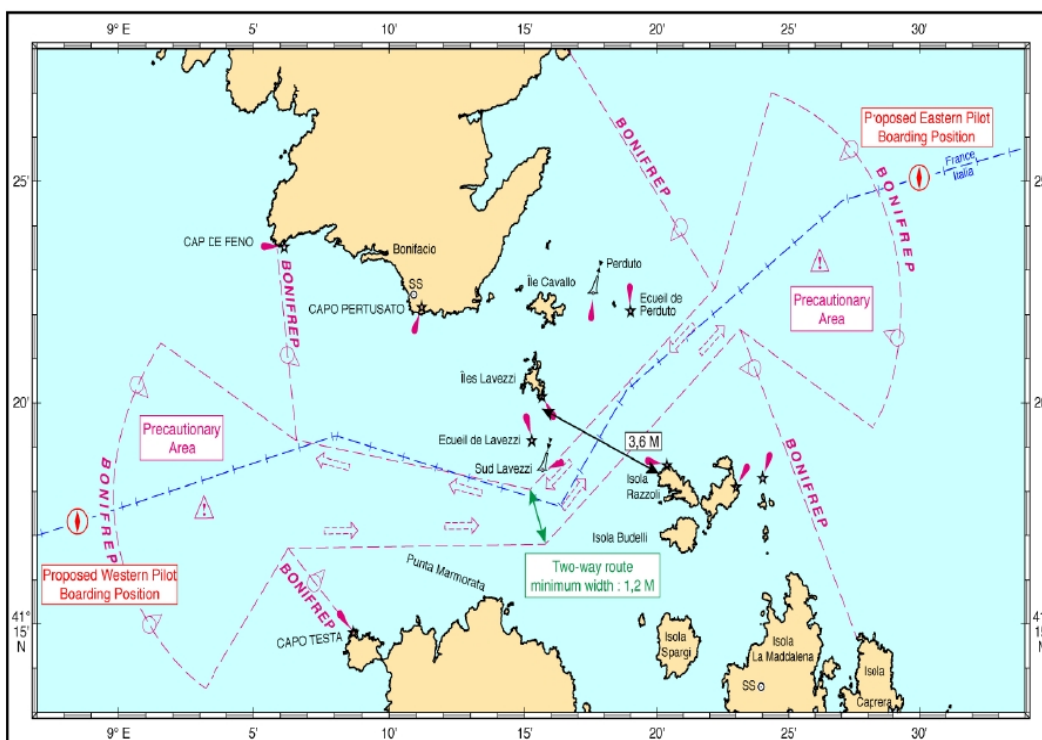 9° E
5'
10'
15'
20'
25'
30'
Proposed Eastern Pilot
Boarding Position
BONIFREP
France
Italia
25'
25'
BONIFREP
CAP DE FENO
Bonifacio
SS
CAPO PERTUSATO
BONIFREP
Île Cavallo
Perduto
Ecueil de
Perduto
Precautionary
Area
Îles Lavezzi
20'
20'
3,6 M
Precautionary
Area
Ecueil de Lavezzi
Sud Lavezzi
Isola
Razzoli
BONIFREP
BONIFREP
Isola Budelli
Proposed Western Pilot
Boarding Position
Two-way route
minimum width : 1,2 M
Punta Marmorata
BONIFREP
CAPO TESTA
41°
15'
N
41°
15'
N
Isola
Spargi
Isola
La Maddalena
SS
Isola
Caprera
9° E
5'
10'
15'
20'
25'
30'